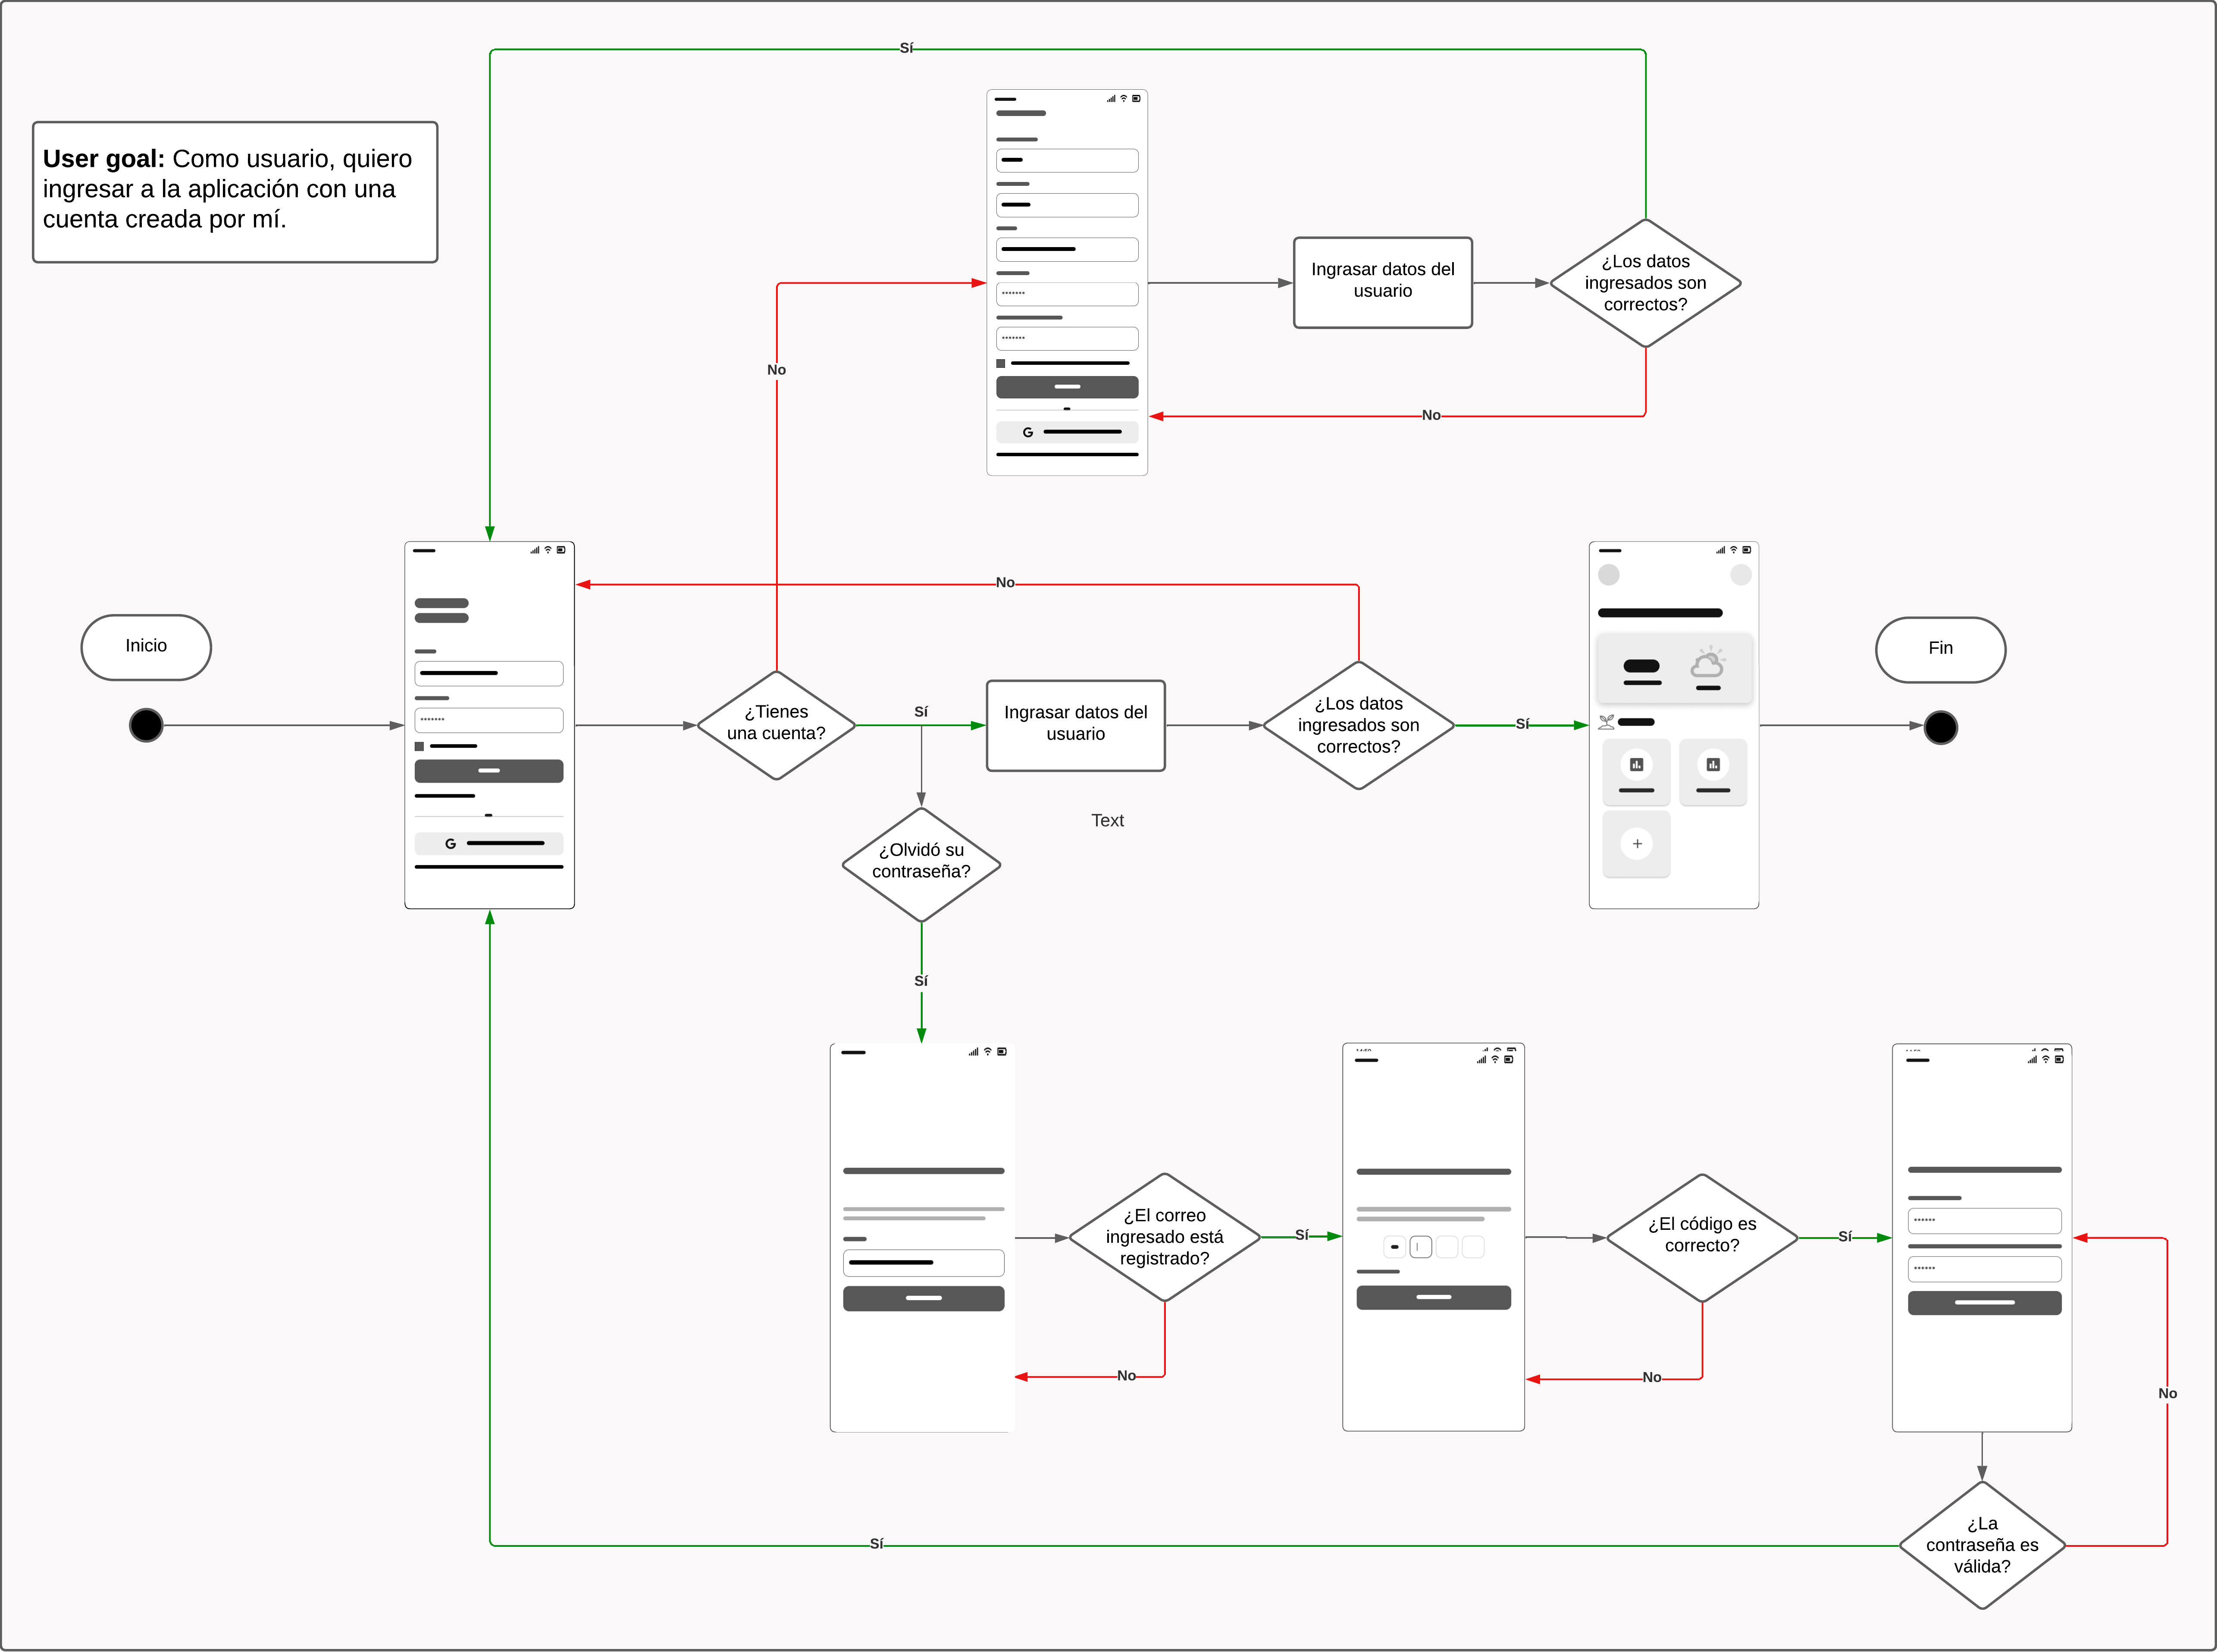 Sí
User goal: Como usuario, quiero
ingresar a la aplicación con una
cuenta creada por mí.
Ingrasar datos del
usuario
¿Los datos
ingresados son
correctos?
No
No
G
No
Inicio
¿Tienes
una cuenta?
Sí
Ingrasar datos del
usuario
¿Los datos
ingresados son
correctos?
Sí
Fin
G
Text
¿Olvidó su
contraseña?
Sí
¿El correo
ingresado está
registrado?
Sí
¿El código es
correcto?
Sí
No
No
No
Sí
¿La
contraseña es
válida?